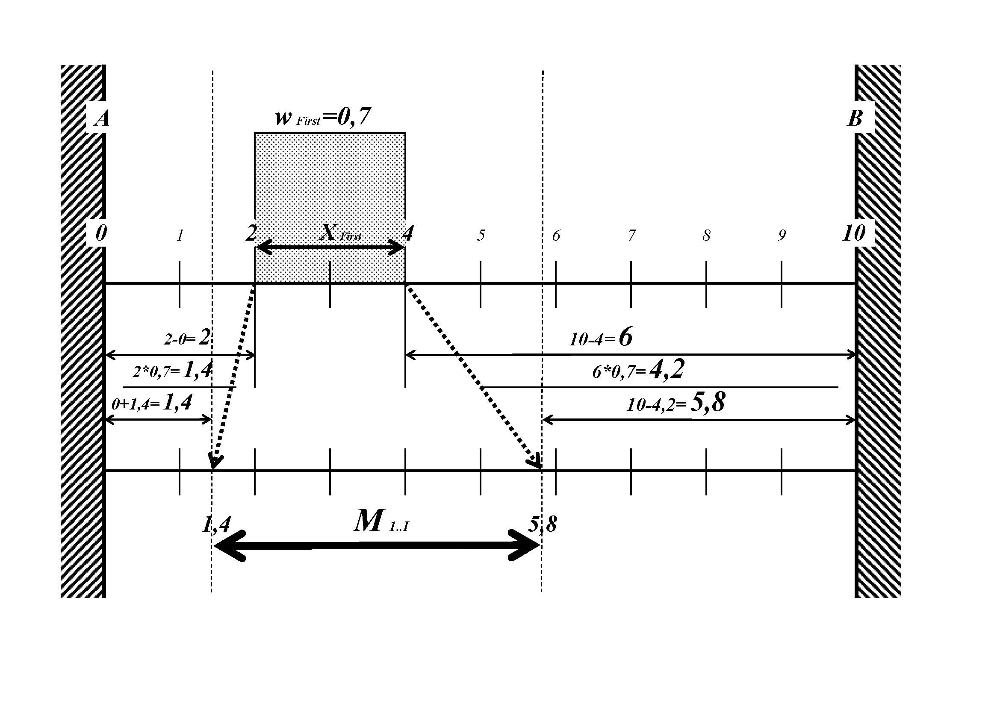 A
B
w First=0,7
0 1 2 X First 4 5 6 7 8 9 10
2-0= 2
10-4= 6
2*0,7= 1,4
6*0,7= 4,2
0+1,4= 1,4
10-4,2= 5,8
1,4
M 1..I
5,8